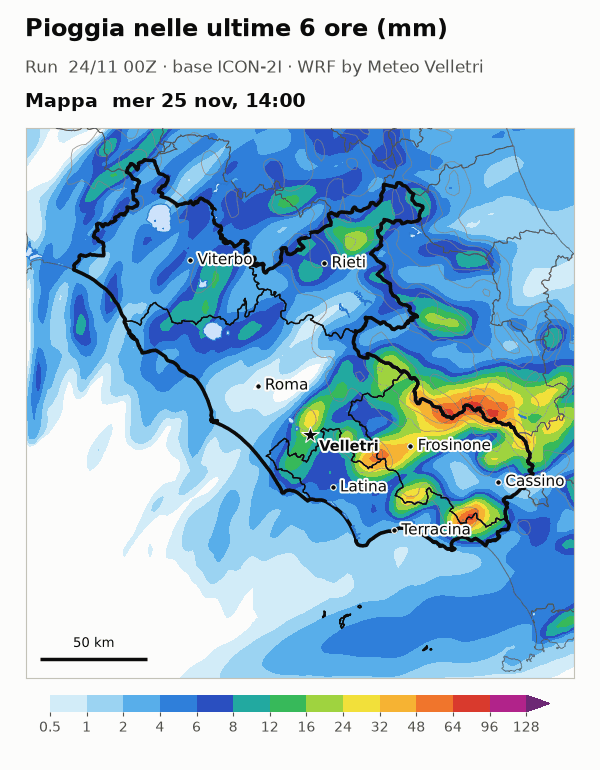 Pioggia nelle ultime 6 ore (mm)
Run  24/11 00Z · base ICON-2I · WRF by Meteo Velletri
Mappa  mer 25 nov, 14:00
Viterbo
Rieti
Roma
Velletri
Frosinone
Cassino
Latina
Terracina
50 km
0.5 1 2 4 6 8 12 16 24 32 48 64 96 128